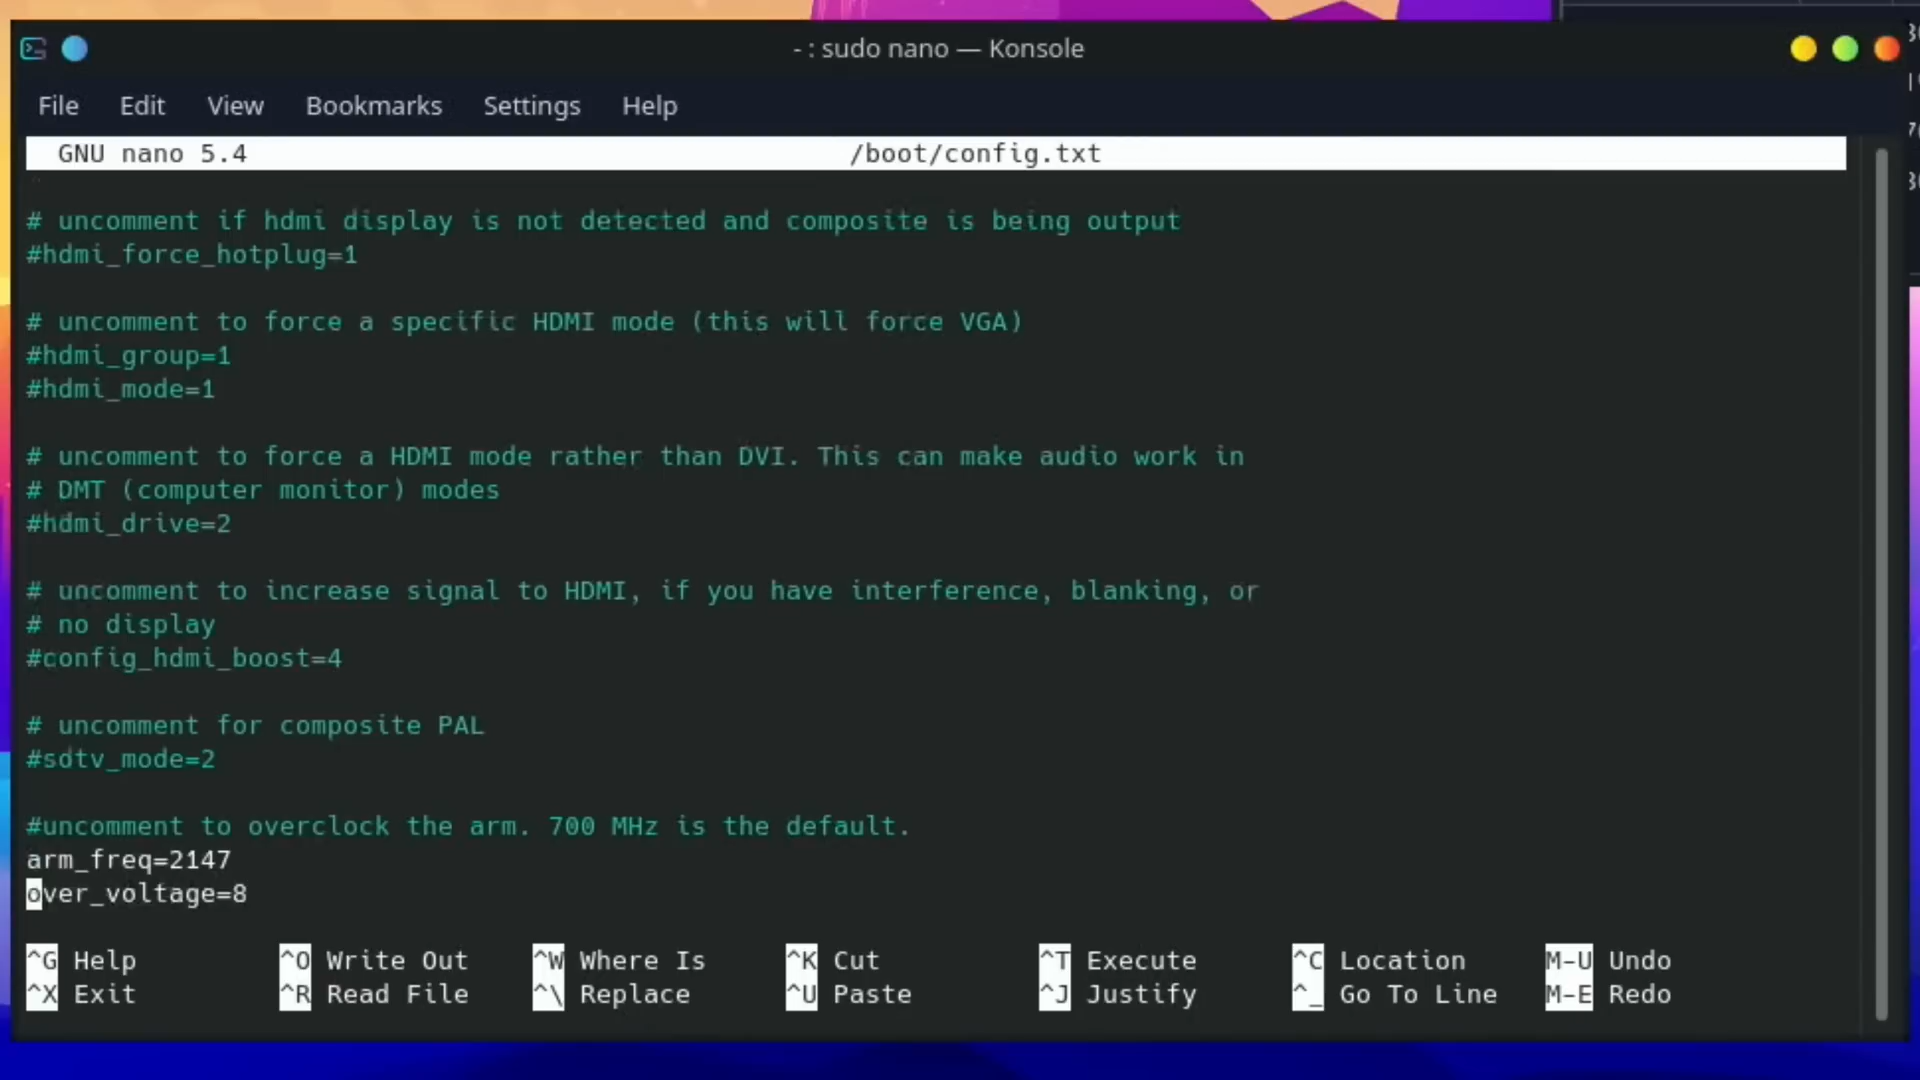 - : sudo nano — Konsole
File Edit View Bookmarks Settings Help
GNU nano 5.4 /boot/config.txt
# uncomment if hdmi display is not detected and composite is being output
#hdmi_force_hotplug=1
# uncomment to force a specific HDMI mode (this will force VGA)
#hdmi_group=1
#hdmi_mode=1
# uncomment to force a HDMI mode rather than DVI. This can make audio work in
# DMT (computer monitor) modes
#hdmi_drive=2
# uncomment to increase signal to HDMI, if you have interference, blanking, or
# no display
#config_hdmi_boost=4
# uncomment for composite PAL
#sdtv_mode=2
#uncomment to overclock the arm. 700 MHz is the default.
arm_freq=2147
over_voltage=8
^G Help ^O Write Out ^W Where Is ^K Cut ^T Execute ^C Location M-U Undo
^X Exit ^R Read File ^\ Replace ^U Paste ^J Justify ^_ Go To Line M-E Redo